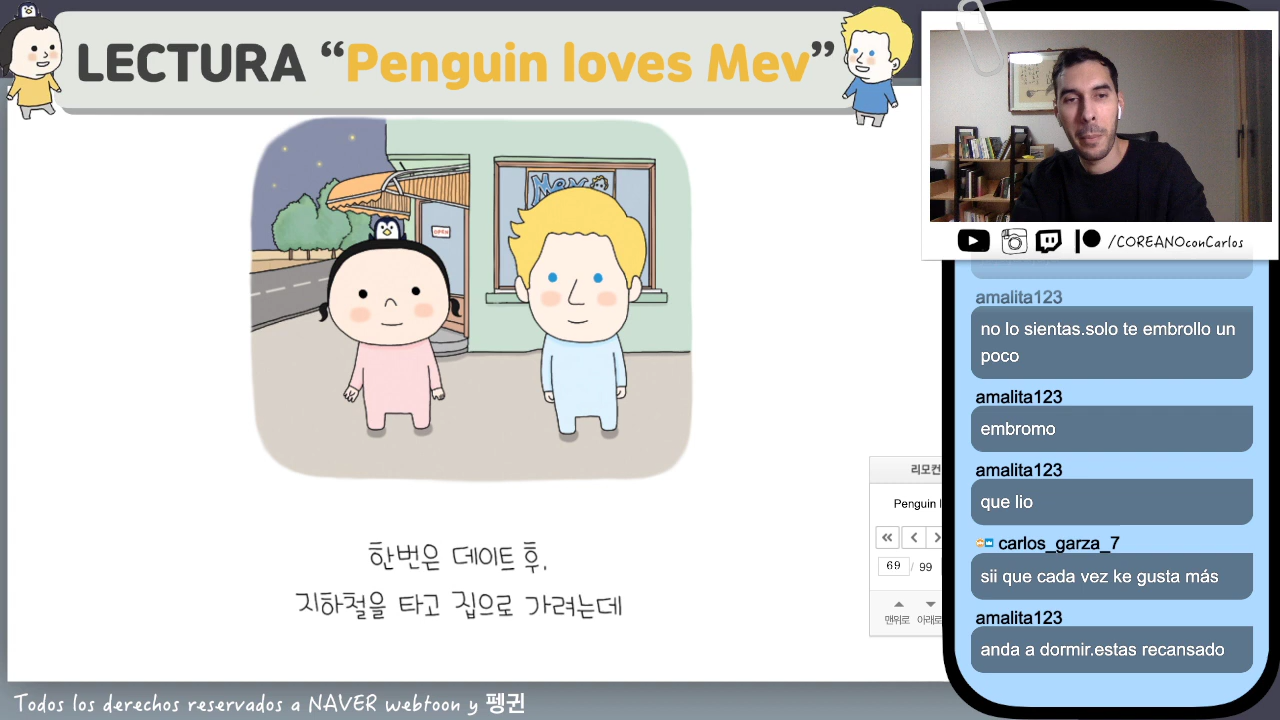 LECTURA “Penguin loves Mev”
Mev
OPEN
한번은 데이트 후,
지하철을 타고 집으로 가려는데
리모컨
Penguin l
69 / 99
맨위로 아래로
/COREANOconCarlos
amalita123
no lo sientas.solo te embrollo un
poco
amalita123
embromo
amalita123
que lio
carlos_garza_7
sii que cada vez ke gusta más
amalita123
anda a dormir.estas recansado
Todos los derechos reservados a NAVER webtoon y 펭귄